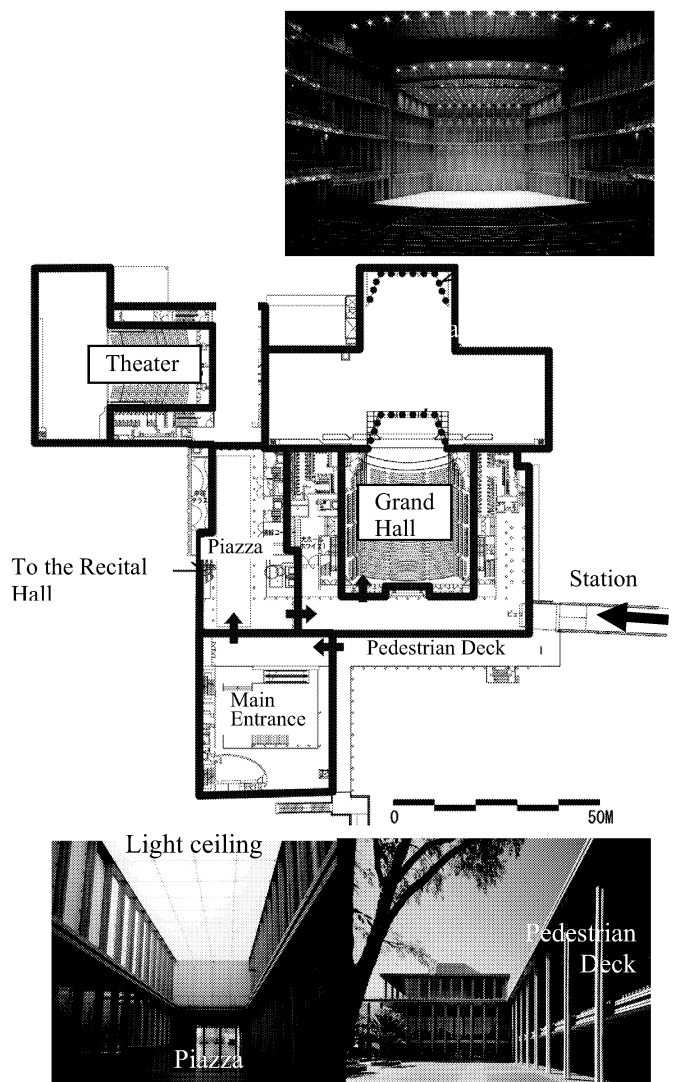 Theater
Grand
Hall
Piazza
To the Recital
Hall
Station
Pedestrian Deck
Main
Entrance
0 50M
Light ceiling
Pedestrian
Deck
Piazza